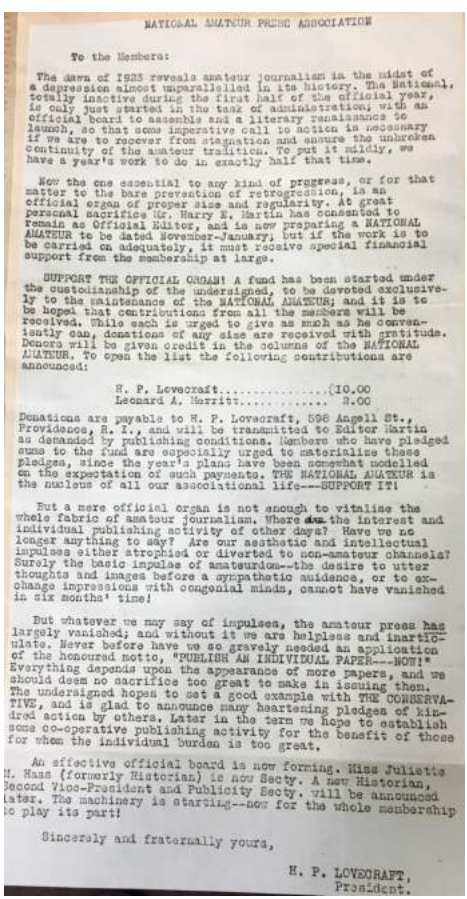 NATIONAL AMATEUR PRESS ASSOCIATION
To the Members:
The dawn of 1923 reveals amateur journalism in the midst of
a depression almost unparallelled in its history. The National,
totally inactive during the first half of the official year,
is only just started in the task of administration; with an
official board to assemble and a literary renaissance to
launch, so that some imperative call to action is necessary
if we are to recover from stagnation and ensure the unbroken
continuity of the amateur tradition. To put it mildly, we
have a year's work to do in exactly half that time.
Now the one essential to any kind of progress, or for that
matter to the bare prevention of retrogression, is an
official organ of proper size and regularity. At great
personal sacrifice Mr. Harry E. Martin has consented to
remain as Official Editor, and is now preparing a NATIONAL
AMATEUR to be dated November-January; but if the work is to
be carried on adequately, it must receive special financial
support from the membership at large.
SUPPORT THE OFFICIAL ORGAN! A fund has been started under
the custodianship of the undersigned, to be devoted exclusive-
ly to the maintenance of the NATIONAL AMATEUR; and it is to
be hoped that contributions from all the members will be
received. While each is urged to give as much as he conven-
iently can, donations of any size are received with gratitude.
Donors will be given credit in the columns of the NATIONAL
AMATEUR. To open the list the following contributions are
announced:
H. P. Lovecraft................$10.00
Leonard A. Merritt............. 2.00
Donations are payable to H. P. Lovecraft, 598 Angell St.,
Providence, R. I., and will be transmitted to Editor Martin
as demanded by publishing conditions. Members who have pledged
sums to the fund are especially urged to materialize these
pledges, since the year's plans have been somewhat modelled
on the expectation of such payments. THE NATIONAL AMATEUR is
the nucleus of all our associational life---SUPPORT IT!
But a mere official organ is not enough to vitalise the
whole fabric of amateur journalism. Where the interest and
individual publishing activity of other days? Have we no
longer anything to say? Are our aesthetic and intellectual
impulses either atrophied or diverted to non-amateur channels?
Surely the basic impulse of amateurdom--the desire to utter
thoughts and images before a sympathetic audience, or to ex-
change impressions with congenial minds, cannot have vanished
in six months' time!
But whatever we may say of impulses, the amateur press has
largely vanished; and without it we are helpless and inartic-
ulate. Never before have we so gravely needed an application
of the honoured motto, "PUBLISH AN INDIVIDUAL PAPER---NOW!"
Everything depends upon the appearance of more papers, and we
should deem no sacrifice too great to make in issuing them.
The undersigned hopes to set a good example with THE CONSERVA-
TIVE, and is glad to announce many heartening pledges of kin-
dred action by others. Later in the term we hope to establish
some co-operative publishing activity for the benefit of those
for whom the individual burden is too great.
An effective official board is now forming. Miss Juliette
M. Haas (formerly Historian) is now Secty. A new Historian,
Second Vice-President and Publicity Secty. will be announced
later. The machinery is starting--now for the whole membership
to play its part!
Sincerely and fraternally yours,
H. P. LOVECRAFT,
President.